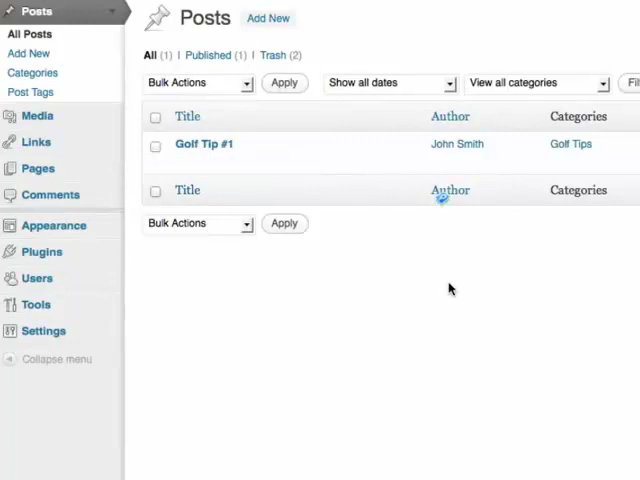 Posts
All Posts
Add New
Categories
Post Tags
Media
Links
Pages
Comments
Appearance
Plugins
Users
Tools
Settings
Collapse menu
Posts Add New
All (1) | Published (1) | Trash (2)
Bulk Actions Apply Show all dates View all categories
Title Author Categories
Golf Tip #1 John Smith Golf Tips
Title Author Categories
Bulk Actions Apply